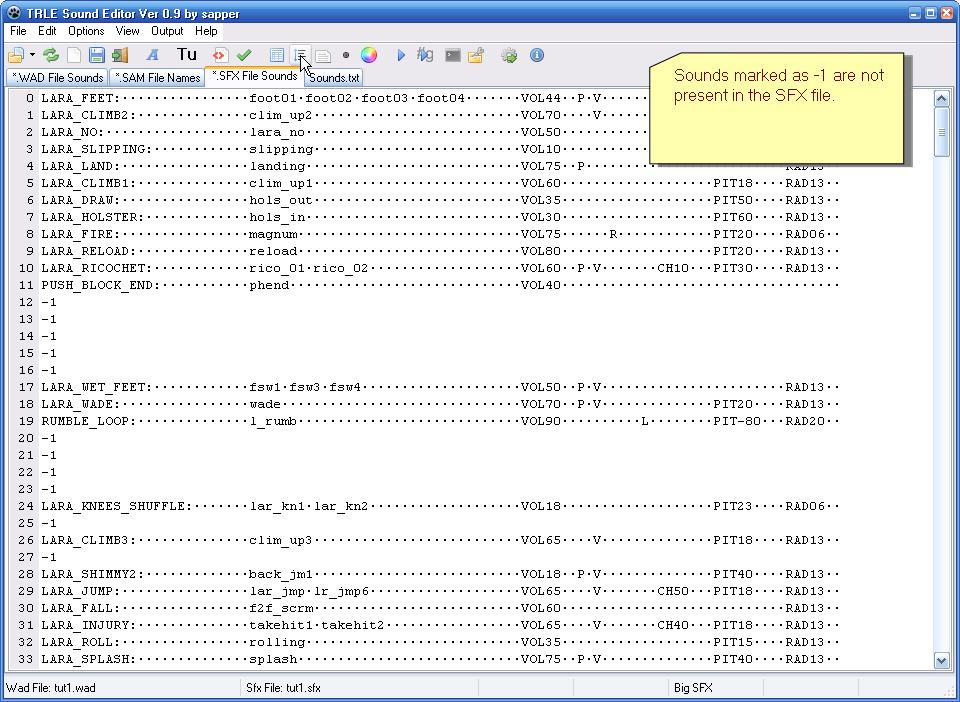 TRLE Sound Editor Ver 0.9 by sapper
File Edit Options View Output Help
Tu
*.WAD File Sounds *.SAM File Names *.SFX File Sounds Sounds.txt
Sounds marked as -1 are not
present in the SFX file.
0 LARA_FEET:················foot01·foot02·foot03·foot04·······VOL44··P·V······
1 LARA_CLIMB2:··············clim_up2··························VOL70····V······
2 LARA_NO:··················lara_no···························VOL50···········
3 LARA_SLIPPING:············slipping··························VOL10···········
4 LARA_LAND:················landing···························VOL75··P·······················RAD13··
5 LARA_CLIMB1:··············clim_up1··························VOL60···················PIT18····RAD13··
6 LARA_DRAW:················hols_out··························VOL35···················PIT50····RAD13··
7 LARA_HOLSTER:·············hols_in···························VOL30···················PIT60····RAD13··
8 LARA_FIRE:················magnum····························VOL75······R············PIT20····RAD06··
9 LARA_RELOAD:··············reload····························VOL80···················PIT20····RAD13··
10 LARA_RICOCHET:············rico_01·rico_02···················VOL60··P·V·······CH10···PIT30····RAD13··
11 PUSH_BLOCK_END:···········phend·····························VOL40···································
12 -1
13 -1
14 -1
15 -1
16 -1
17 LARA_WET_FEET:············fsw1·fsw3·fsw4····················VOL50··P·V·······················RAD13··
18 LARA_WADE:················wade······························VOL70··P·V··············PIT20····RAD13··
19 RUMBLE_LOOP:··············l_rumb····························VOL90··········L········PIT-80···RAD20··
20 -1
21 -1
22 -1
23 -1
24 LARA_KNEES_SHUFFLE:·······lar_kn1·lar_kn2···················VOL18···················PIT23····RAD06··
25 -1
26 LARA_CLIMB3:··············clim_up3··························VOL65····V··············PIT18····RAD13··
27 -1
28 LARA_SHIMMY2:·············back_jm1··························VOL18··P·V··············PIT40····RAD13··
29 LARA_JUMP:················lar_jmp·lr_jmp6···················VOL65····V·······CH50···PIT18····RAD13··
30 LARA_FALL:················f2f_scrm··························VOL60····························RAD13··
31 LARA_INJURY:··············takehit1·takehit2·················VOL65····V·······CH40···PIT18····RAD13··
32 LARA_ROLL:················rolling···························VOL35···················PIT15····RAD13··
33 LARA_SPLASH:··············splash····························VOL75··P·V··············PIT40····RAD13··
Wad File: tut1.wad Sfx File: tut1.sfx Big SFX